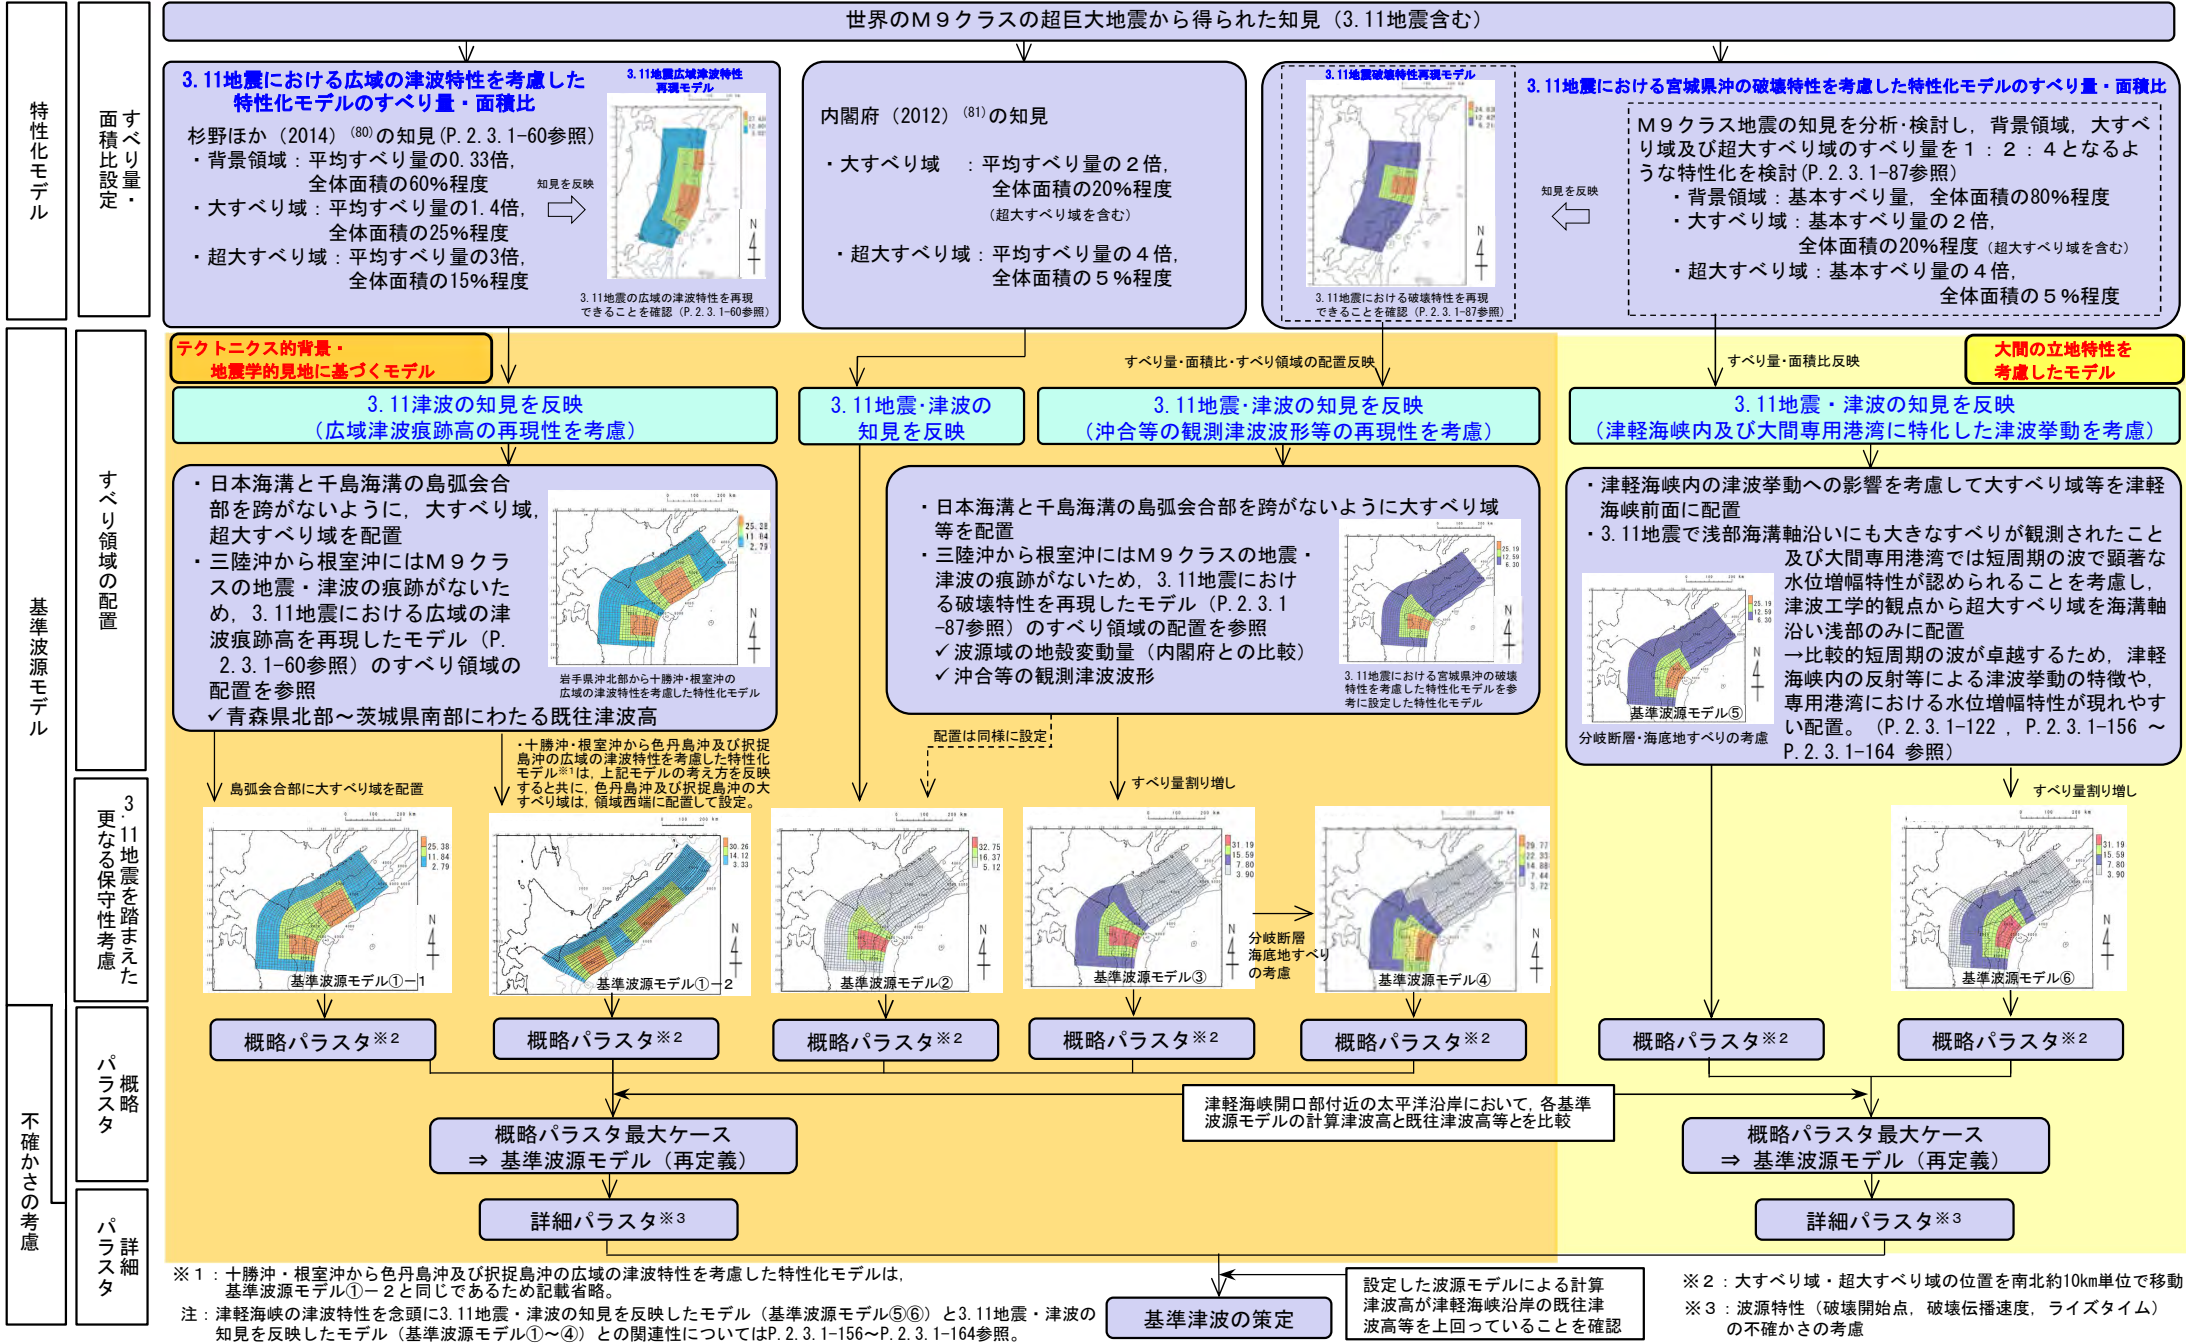 世界のM9クラスの超巨大地震から得られた知見（3.11地震含む）
特性化モデル
すべり量・
面積比設定
3.11地震における広域の津波特性を考慮した
特性化モデルのすべり量・面積比
杉野ほか（2014）(80)の知見(P.2.3.1-60参照)
・背景領域：平均すべり量の0.33倍，
全体面積の60%程度
・大すべり域：平均すべり量の1.4倍，
全体面積の25%程度
・超大すべり域：平均すべり量の3倍，
全体面積の15%程度
知見を反映
3.11地震広域津波特性
再現モデル
3.11地震の広域の津波特性を再現
できることを確認（P.2.3.1-60参照）
内閣府（2012）(81)の知見
・大すべり域　：平均すべり量の２倍，
全体面積の20%程度
（超大すべり域を含む）
・超大すべり域：平均すべり量の４倍，
全体面積の５%程度
3.11地震破壊特性再現モデル
3.11地震における破壊特性を再現
できることを確認（P.2.3.1-87参照）
3.11地震における宮城県沖の破壊特性を考慮した特性化モデルのすべり量・面積比
知見を反映
M９クラス地震の知見を分析・検討し，背景領域，大すべ
り域及び超大すべり域のすべり量を１：２：４となるよ
うな特性化を検討(P.2.3.1-87参照)
・背景領域：基本すべり量，全体面積の80%程度
・大すべり域：基本すべり量の２倍，
全体面積の20%程度（超大すべり域を含む）
・超大すべり域：基本すべり量の４倍，
全体面積の５%程度
基準波源モデル
すべり領域の配置
テクトニクス的背景・
地震学的見地に基づくモデル
すべり量・面積比・すべり領域の配置反映
すべり量・面積比反映
大間の立地特性を
考慮したモデル
3.11津波の知見を反映
（広域津波痕跡高の再現性を考慮）
3.11地震・津波の
知見を反映
3.11地震・津波の知見を反映
（沖合等の観測津波波形等の再現性を考慮）
3.11地震・津波の知見を反映
（津軽海峡内及び大間専用港湾に特化した津波挙動を考慮）
・日本海溝と千島海溝の島弧会合
部を跨がないように，大すべり域，
超大すべり域を配置
・三陸沖から根室沖にはM９クラ
スの地震・津波の痕跡がないた
め，3.11地震における広域の津
波痕跡高を再現したモデル（P.
2.3.1-60参照）のすべり領域の
配置を参照
✓青森県北部～茨城県南部にわたる既往津波高
25.38
11.84
2.79
岩手県沖北部から十勝沖・根室沖の
広域の津波特性を考慮した特性化モデル
・日本海溝と千島海溝の島弧会合部を跨がないように大すべり域
等を配置
・三陸沖から根室沖にはM９クラスの地震・
津波の痕跡がないため，3.11地震におけ
る破壊特性を再現したモデル（P.2.3.1
-87参照）のすべり領域の配置を参照
✓波源域の地殻変動量（内閣府との比較）
✓沖合等の観測津波波形
25.19
12.59
6.30
3.11地震における宮城県沖の破壊
特性を考慮した特性化モデルを参
考に設定した特性化モデル
・津軽海峡内の津波挙動への影響を考慮して大すべり域等を津軽
海峡前面に配置
・3.11地震で浅部海溝軸沿いにも大きなすべりが観測されたこと
及び大間専用港湾では短周期の波で顕著な
水位増幅特性が認められることを考慮し，
津波工学的観点から超大すべり域を海溝軸
沿い浅部のみに配置
→比較的短周期の波が卓越するため，津軽
海峡内の反射等による津波挙動の特徴や，
専用港湾における水位増幅特性が現れやす
い配置。（P.2.3.1-122 ，P.2.3.1-156 ～
P.2.3.1-164 参照）
25.19
12.59
6.30
基準波源モデル⑤
分岐断層・海底地すべりの考慮
3.11地震を踏まえた
更なる保守性考慮
島弧会合部に大すべり域を配置
・十勝沖・根室沖から色丹島沖及び択捉
島沖の広域の津波特性を考慮した特性化
モデル※1は，上記モデルの考え方を反映
すると共に，色丹島沖及び択捉島沖の大
すべり域は，領域西端に配置して設定。
配置は同様に設定
すべり量割り増し
すべり量割り増し
25.38
11.84
2.79
基準波源モデル①－1
30.26
14.12
3.33
基準波源モデル①－2
32.75
16.37
5.12
基準波源モデル②
31.19
15.59
7.80
3.90
基準波源モデル③
分岐断層
海底地すべり
の考慮
29.77
22.33
14.88
7.44
3.72
基準波源モデル④
31.19
15.59
7.80
3.90
基準波源モデル⑥
不確かさの考慮
概略
パラスタ
概略パラスタ※2
概略パラスタ※2
概略パラスタ※2
概略パラスタ※2
概略パラスタ※2
概略パラスタ※2
概略パラスタ※2
津軽海峡開口部付近の太平洋沿岸において，各基準
波源モデルの計算津波高と既往津波高等とを比較
概略パラスタ最大ケース
⇒ 基準波源モデル（再定義）
概略パラスタ最大ケース
⇒ 基準波源モデル（再定義）
詳細
パラスタ
詳細パラスタ※3
詳細パラスタ※3
※１：十勝沖・根室沖から色丹島沖及び択捉島沖の広域の津波特性を考慮した特性化モデルは，
基準波源モデル①－２と同じであるため記載省略。
注：津軽海峡の津波特性を念頭に3.11地震・津波の知見を反映したモデル（基準波源モデル⑤⑥）と3.11地震・津波の
知見を反映したモデル（基準波源モデル①～④）との関連性についてはP.2.3.1-156～P.2.3.1-164参照。
基準津波の策定
設定した波源モデルによる計算
津波高が津軽海峡沿岸の既往津
波高等を上回っていることを確認
※２：大すべり域・超大すべり域の位置を南北約10km単位で移動
※３：波源特性（破壊開始点，破壊伝播速度，ライズタイム）
の不確かさの考慮